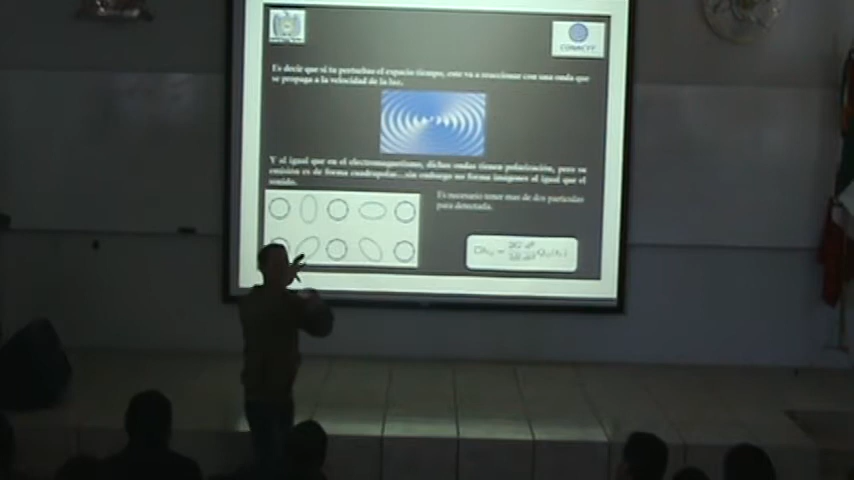 CONACYT
Es decir que si tu perturbas el espacio tiempo, este va a reaccionar con una onda que
se propaga a la velocidad de la luz.
Y al igual que en el electromagnetismo, dichas ondas tienen polarización, pero su
emisión es de forma cuadrupolar...sin embargo no forma imágenes al igual que el
sonido.
Es necesario tener mas de dos particulas
para detectarla.